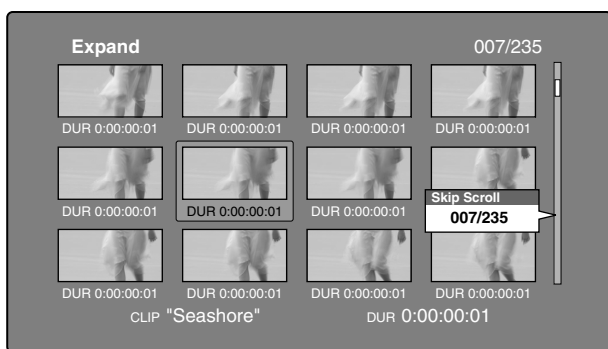 Expand 007/235
DUR 0:00:00:01 DUR 0:00:00:01 DUR 0:00:00:01 DUR 0:00:00:01
DUR 0:00:00:01 DUR 0:00:00:01 DUR 0:00:00:01
Skip Scroll
007/235
DUR 0:00:00:01 DUR 0:00:00:01 DUR 0:00:00:01 DUR 0:00:00:01
CLIP "Seashore" DUR 0:00:00:01